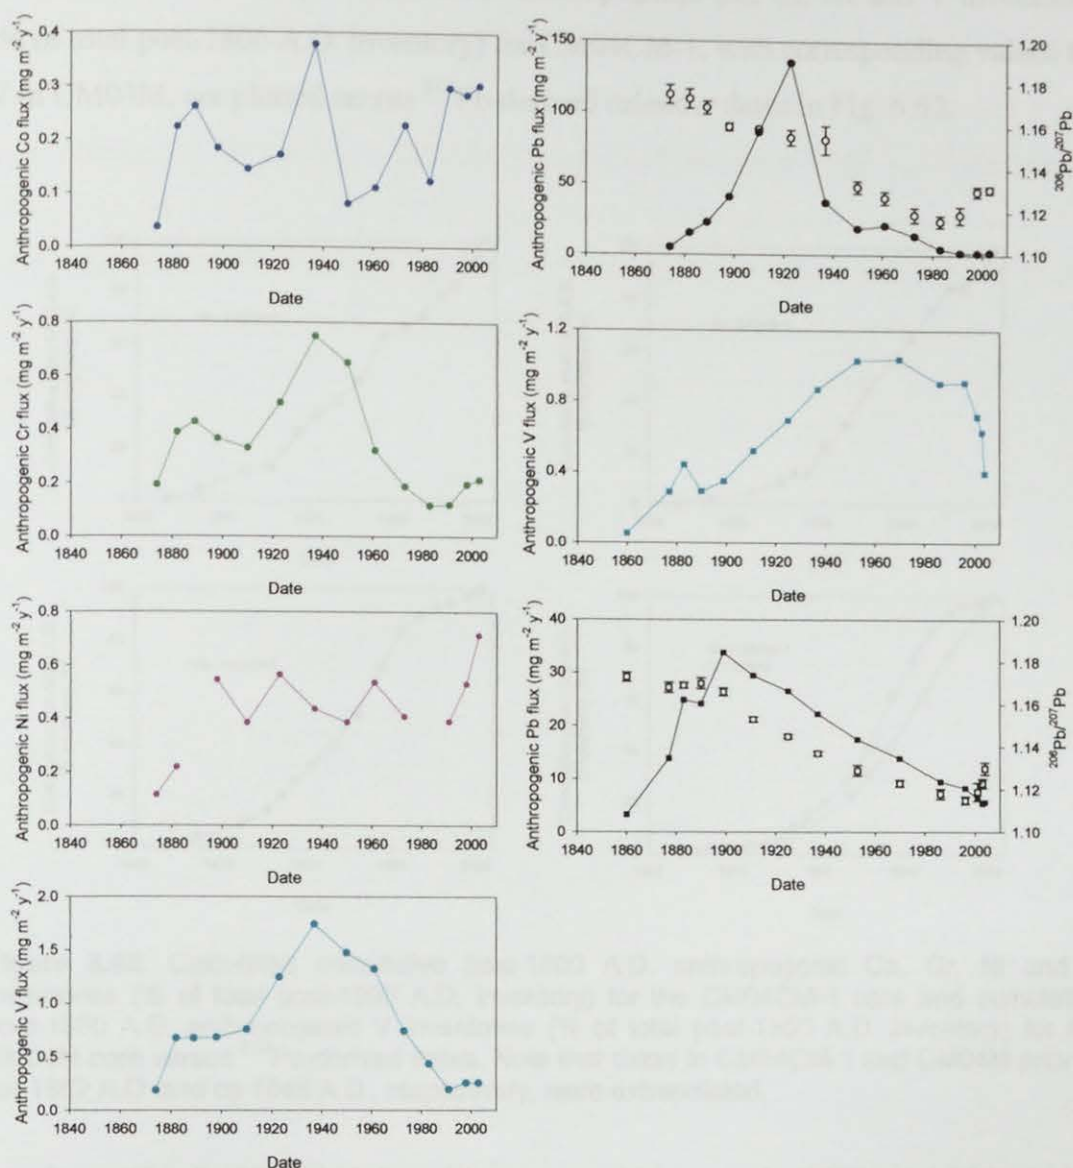 Anthropogenic Co flux (mg m⁻² y⁻¹)
0.4
0.3
0.2
0.1
0.0
1840 1860 1880 1900 1920 1940 1960 1980 2000
Date
Anthropogenic Pb flux (mg m⁻² y⁻¹)
150
100
50
0
1840 1860 1880 1900 1920 1940 1960 1980 2000
Date
1.20
1.18
1.16
1.14
1.12
1.10
²⁰⁶Pb/²⁰⁷Pb
Anthropogenic Cr flux (mg m⁻² y⁻¹)
0.8
0.6
0.4
0.2
0.0
1840 1860 1880 1900 1920 1940 1960 1980 2000
Date
Anthropogenic V flux (mg m⁻² y⁻¹)
1.2
0.8
0.4
0.0
1840 1860 1880 1900 1920 1940 1960 1980 2000
Date
Anthropogenic Ni flux (mg m⁻² y⁻¹)
0.8
0.6
0.4
0.2
0.0
1840 1860 1880 1900 1920 1940 1960 1980 2000
Date
Anthropogenic Pb flux (mg m⁻² y⁻¹)
40
30
20
10
0
1840 1860 1880 1900 1920 1940 1960 1980 2000
Date
1.20
1.18
1.16
1.14
1.12
1.10
²⁰⁶Pb/²⁰⁷Pb
Anthropogenic V flux (mg m⁻² y⁻¹)
2.0
1.5
1.0
0.5
0.0
1840 1860 1880 1900 1920 1940 1960 1980 2000
Date